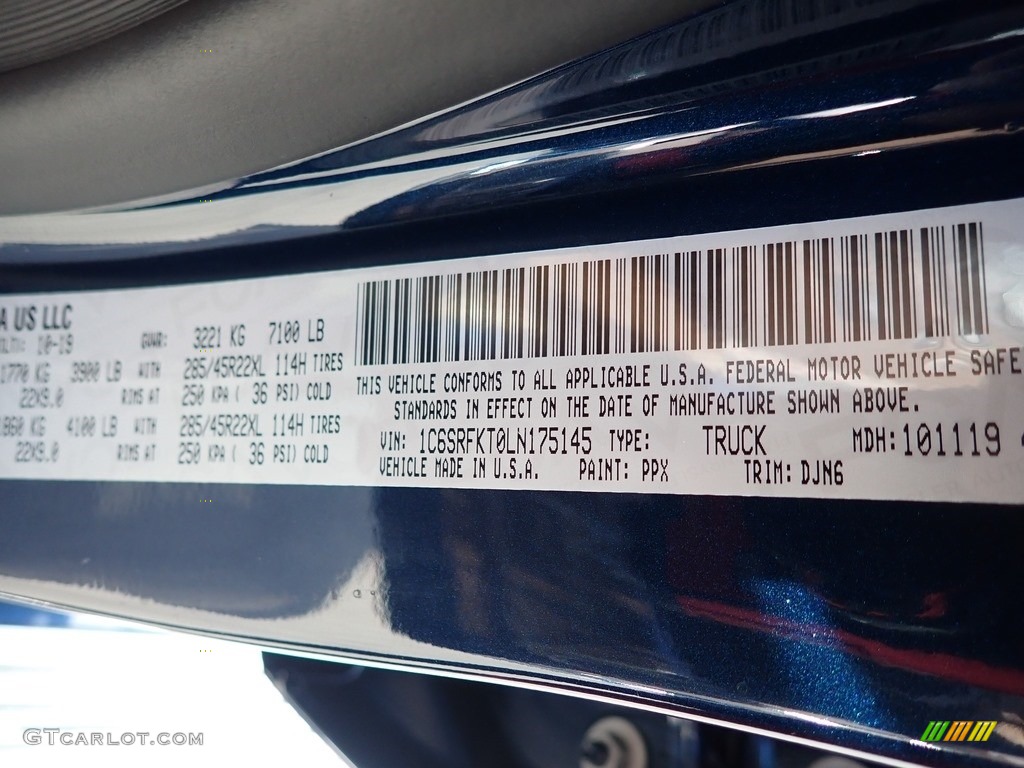 A US LLC
10-19
GVWR: 3221 KG 7100 LB
1770 KG 3900 LB WITH 285/45R22XL 114H TIRES
22X9.0 RIMS AT 250 KPA ( 36 PSI) COLD
1860 KG 4100 LB WITH 285/45R22XL 114H TIRES
22X9.0 RIMS AT 250 KPA ( 36 PSI) COLD
THIS VEHICLE CONFORMS TO ALL APPLICABLE U.S.A. FEDERAL MOTOR VEHICLE SAFE
STANDARDS IN EFFECT ON THE DATE OF MANUFACTURE SHOWN ABOVE.
VIN: 1C6SRFKT0LN175145 TYPE: TRUCK MDH: 101119 4
VEHICLE MADE IN U.S.A. PAINT: PPX TRIM: DJN6
GTCARLOT.COM